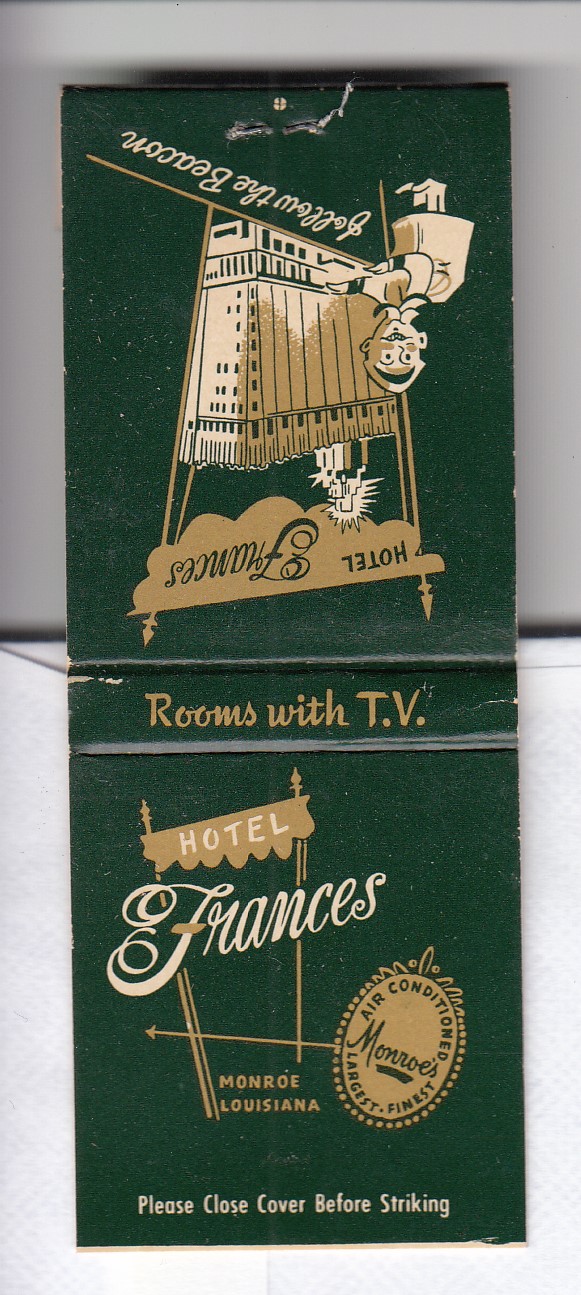 Follow the Beacon
HOTEL
Frances
Rooms with T.V.
HOTEL
Frances
AIR CONDITIONED
Monroe's
LARGEST · FINEST
MONROE
LOUISIANA
Please Close Cover Before Striking